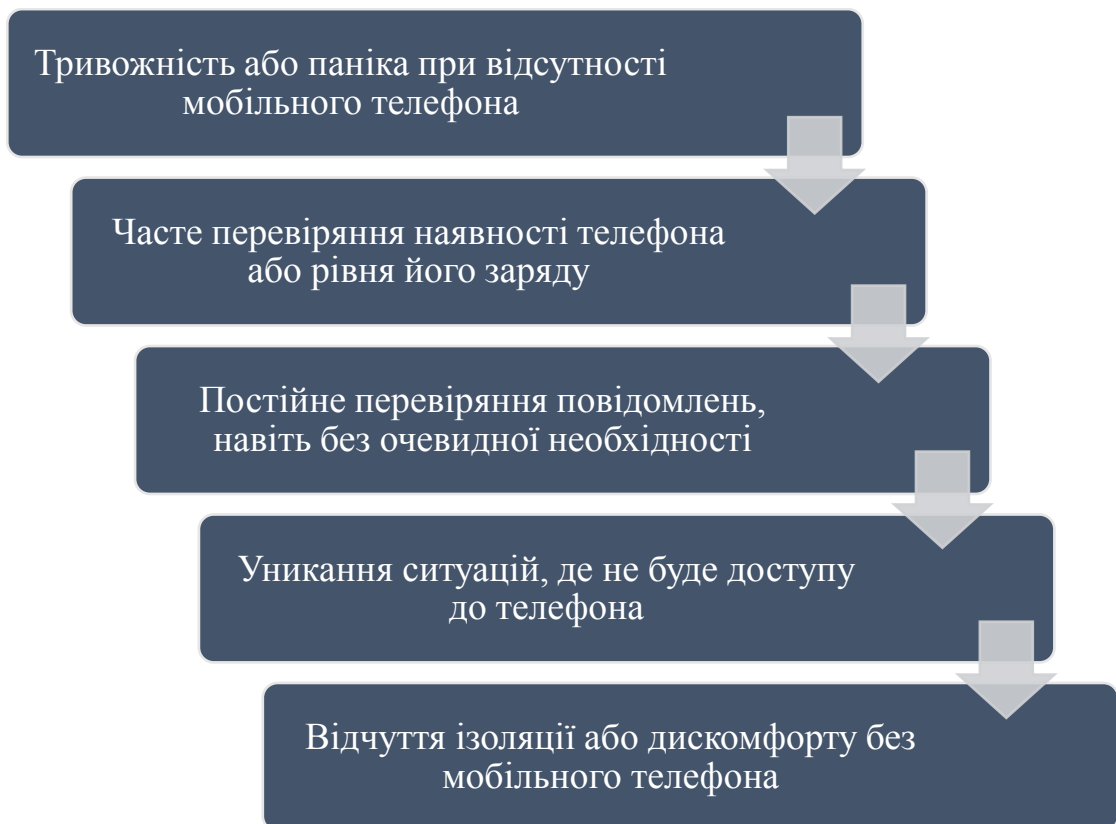 Тривожність або паніка при відсутності
мобільного телефона
Часте перевіряння наявності телефона
або рівня його заряду
Постійне перевіряння повідомлень,
навіть без очевидної необхідності
Уникання ситуацій, де не буде доступу
до телефона
Відчуття ізоляції або дискомфорту без
мобільного телефона